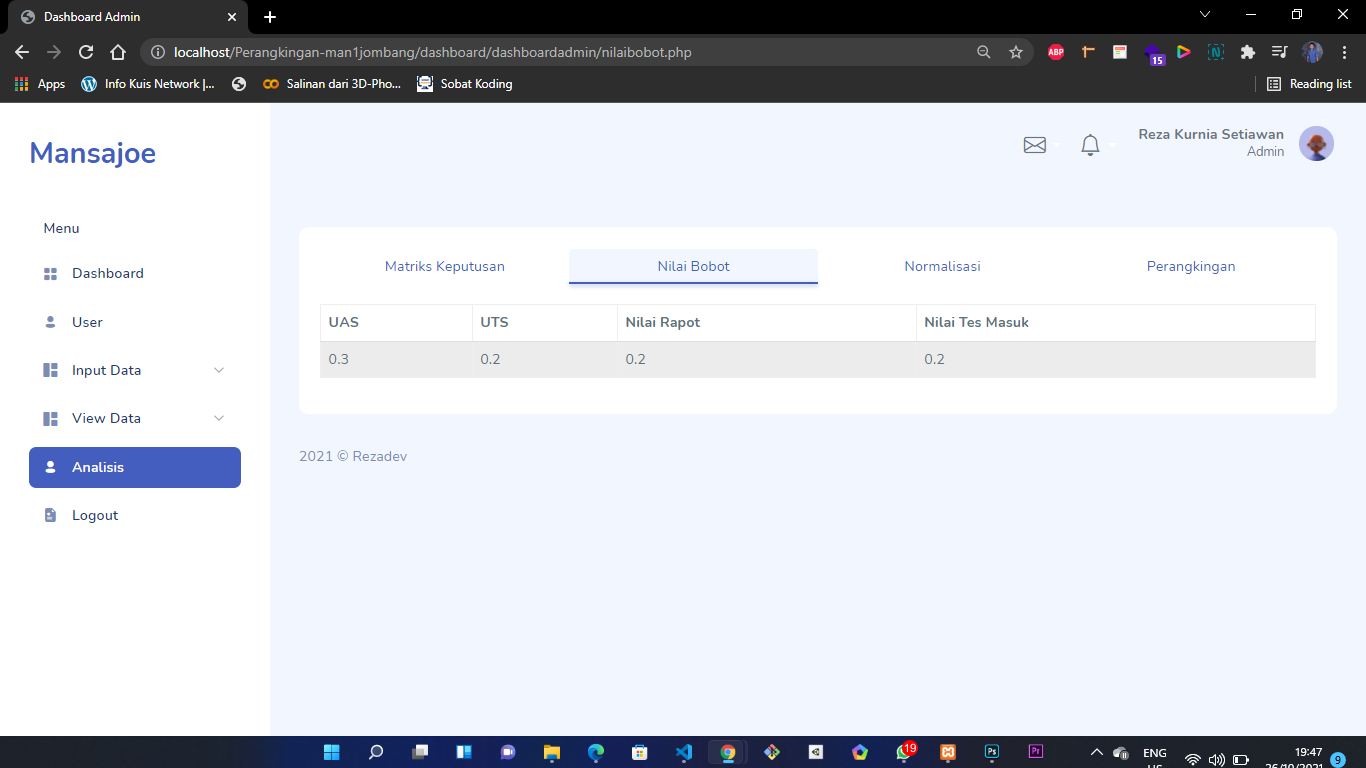 Dashboard Admin
localhost/Perangkingan-man1jombang/dashboard/dashboardadmin/nilaibobot.php
ABP
15
N
Apps
Info Kuis Network |...
Salinan dari 3D-Pho...
Sobat Koding
Reading list
Mansajoe
Reza Kurnia Setiawan
Admin
Menu
Dashboard
User
Input Data
View Data
Analisis
Logout
Matriks Keputusan Nilai Bobot Normalisasi Perangkingan
UAS UTS Nilai Rapot Nilai Tes Masuk
0.3 0.2 0.2 0.2
2021 © Rezadev
19
Ps
Pr
ENG
19:47
26/10/2021
9